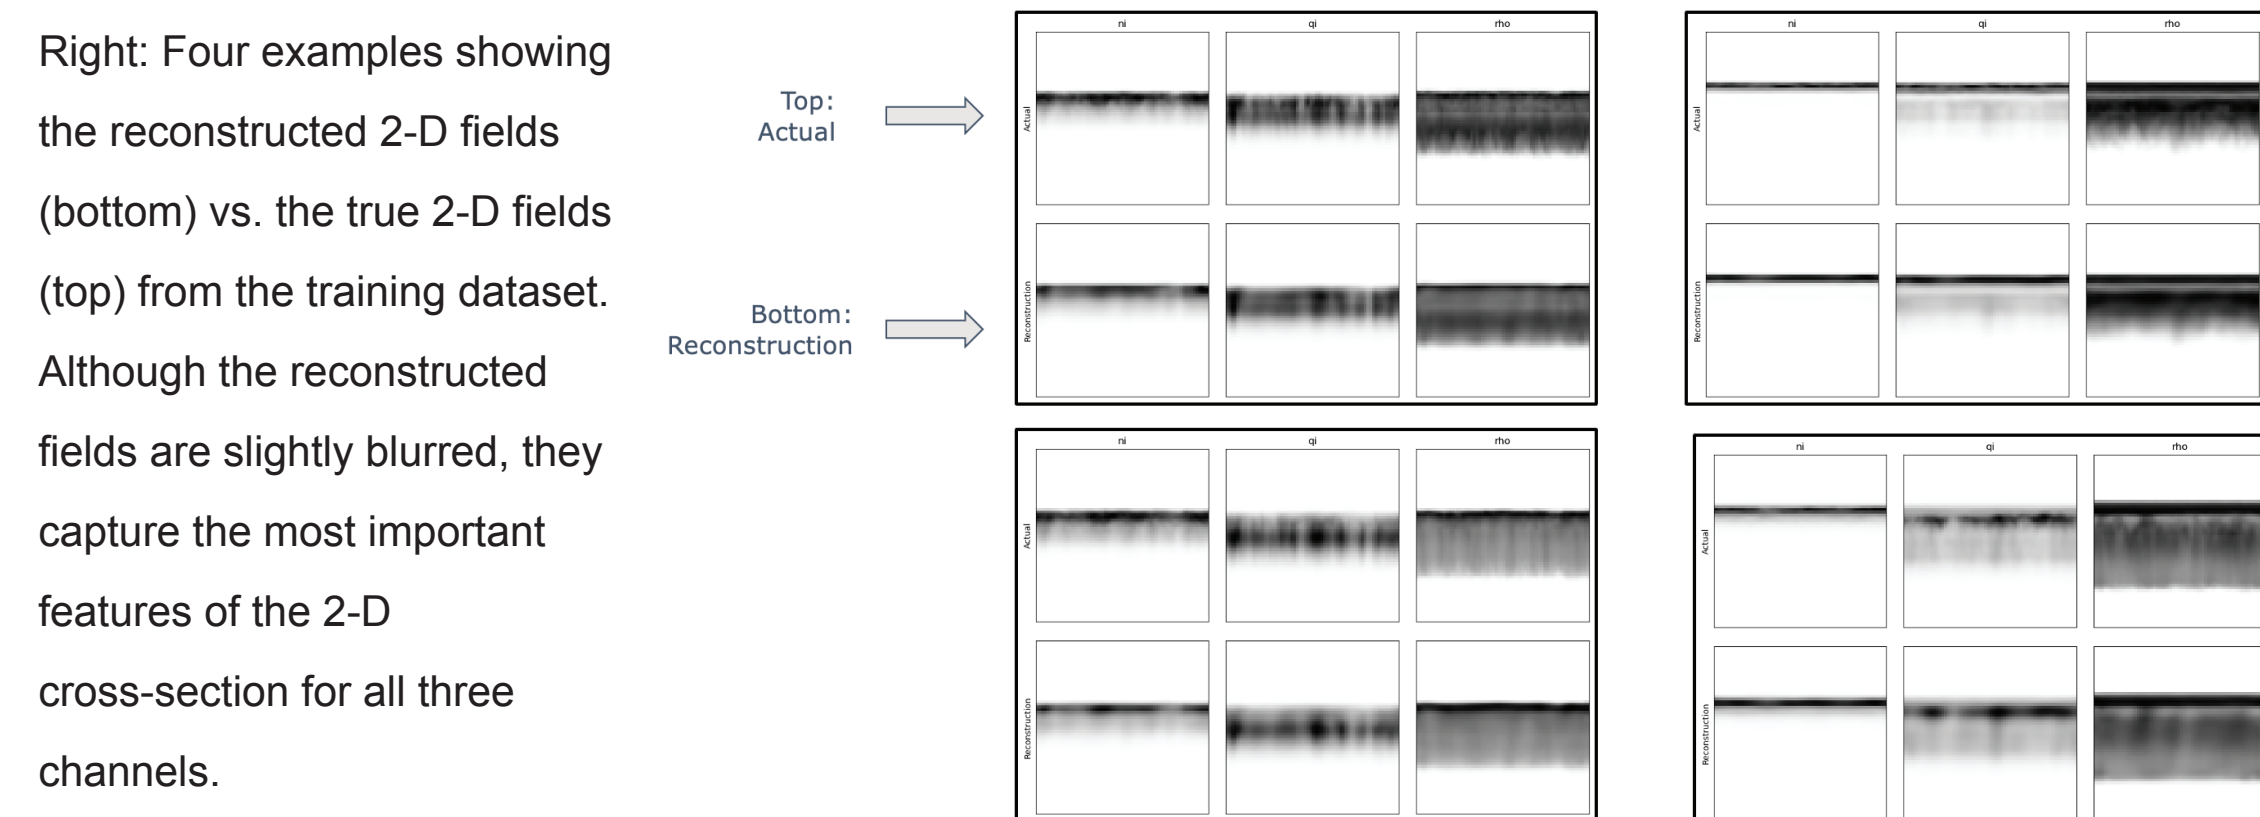 Right: Four examples showing
the reconstructed 2-D fields
(bottom) vs. the true 2-D fields
(top) from the training dataset.
Although the reconstructed
fields are slightly blurred, they
capture the most important
features of the 2-D
cross-section for all three
channels.
Top:
Actual
Bottom:
Reconstruction
ni qi rho
Actual
Reconstruction
ni qi rho
Actual
Reconstruction
ni qi rho
Actual
Reconstruction
ni qi rho
Actual
Reconstruction